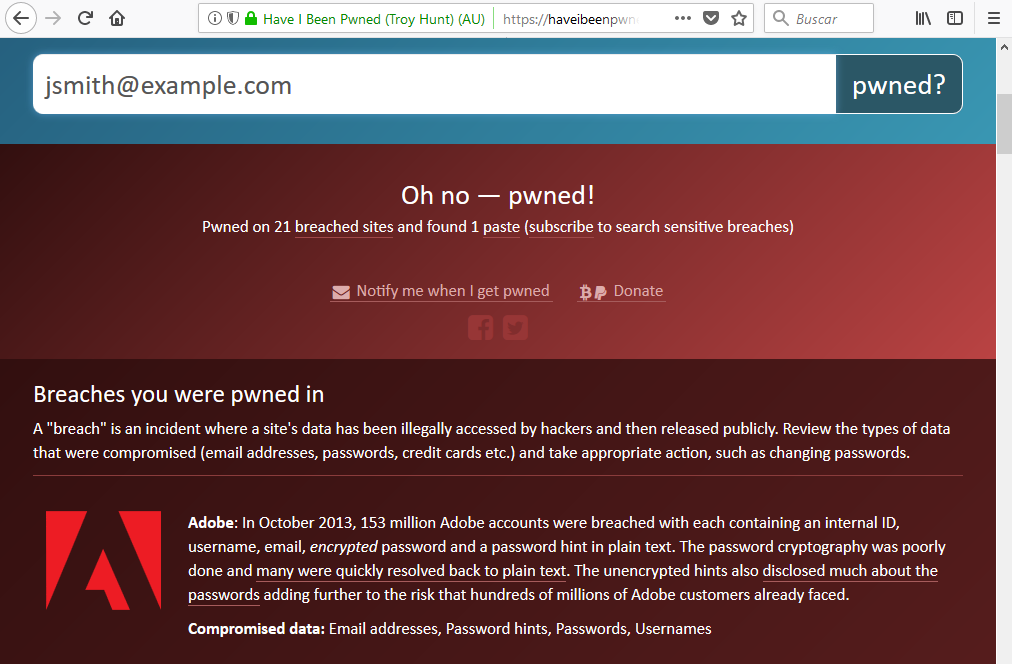 Have I Been Pwned (Troy Hunt) (AU) https://haveibeenpwn
Buscar
jsmith@example.com
pwned?
Oh no — pwned!
Pwned on 21 breached sites and found 1 paste (subscribe to search sensitive breaches)
Notify me when I get pwned
Donate
Breaches you were pwned in
A "breach" is an incident where a site's data has been illegally accessed by hackers and then released publicly. Review the types of data
that were compromised (email addresses, passwords, credit cards etc.) and take appropriate action, such as changing passwords.
Adobe: In October 2013, 153 million Adobe accounts were breached with each containing an internal ID,
username, email, encrypted password and a password hint in plain text. The password cryptography was poorly
done and many were quickly resolved back to plain text. The unencrypted hints also disclosed much about the
passwords adding further to the risk that hundreds of millions of Adobe customers already faced.
Compromised data: Email addresses, Password hints, Passwords, Usernames